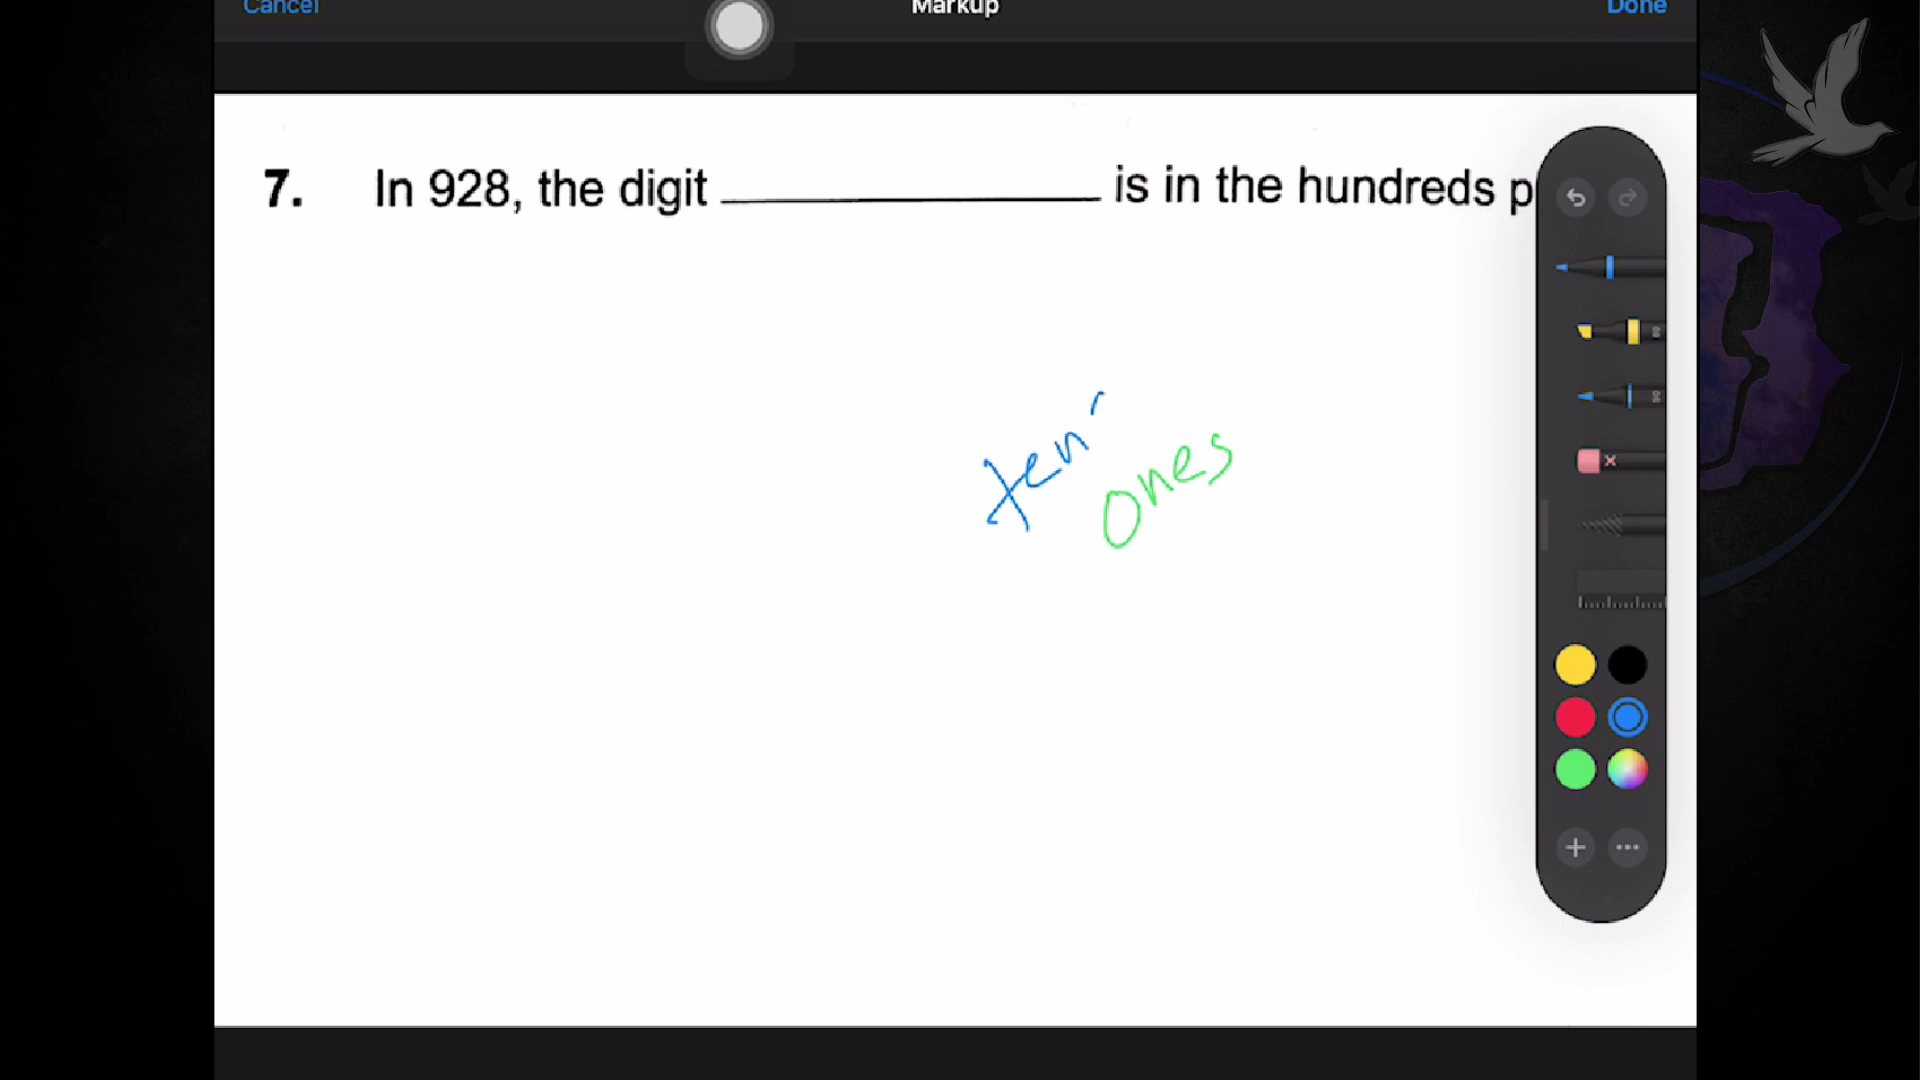 Cancel Markup Done
7. In 928, the digit ____________ is in the hundreds p
ten
ones